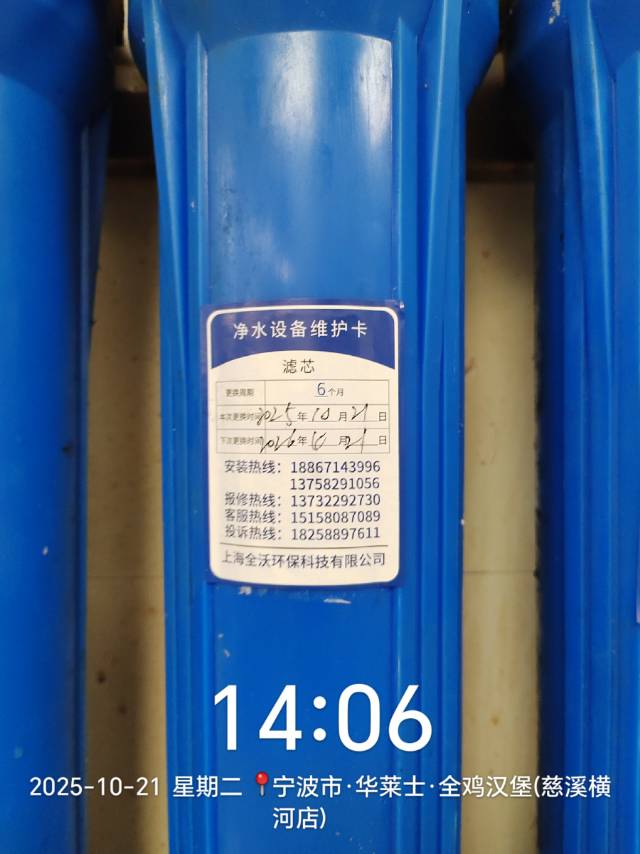 净水设备维护卡
滤芯
更换周期 6个月
本次更换时间 2025年10月21日
下次更换时间 2026年10月21日
安装热线：18867143996
13758291056
报修热线：13732292730
客服热线：15158087089
投诉热线：18258897611
上海全沃环保科技有限公司
14:06
2025-10-21 星期二 宁波市·华莱士·全鸡汉堡(慈溪横
河店)